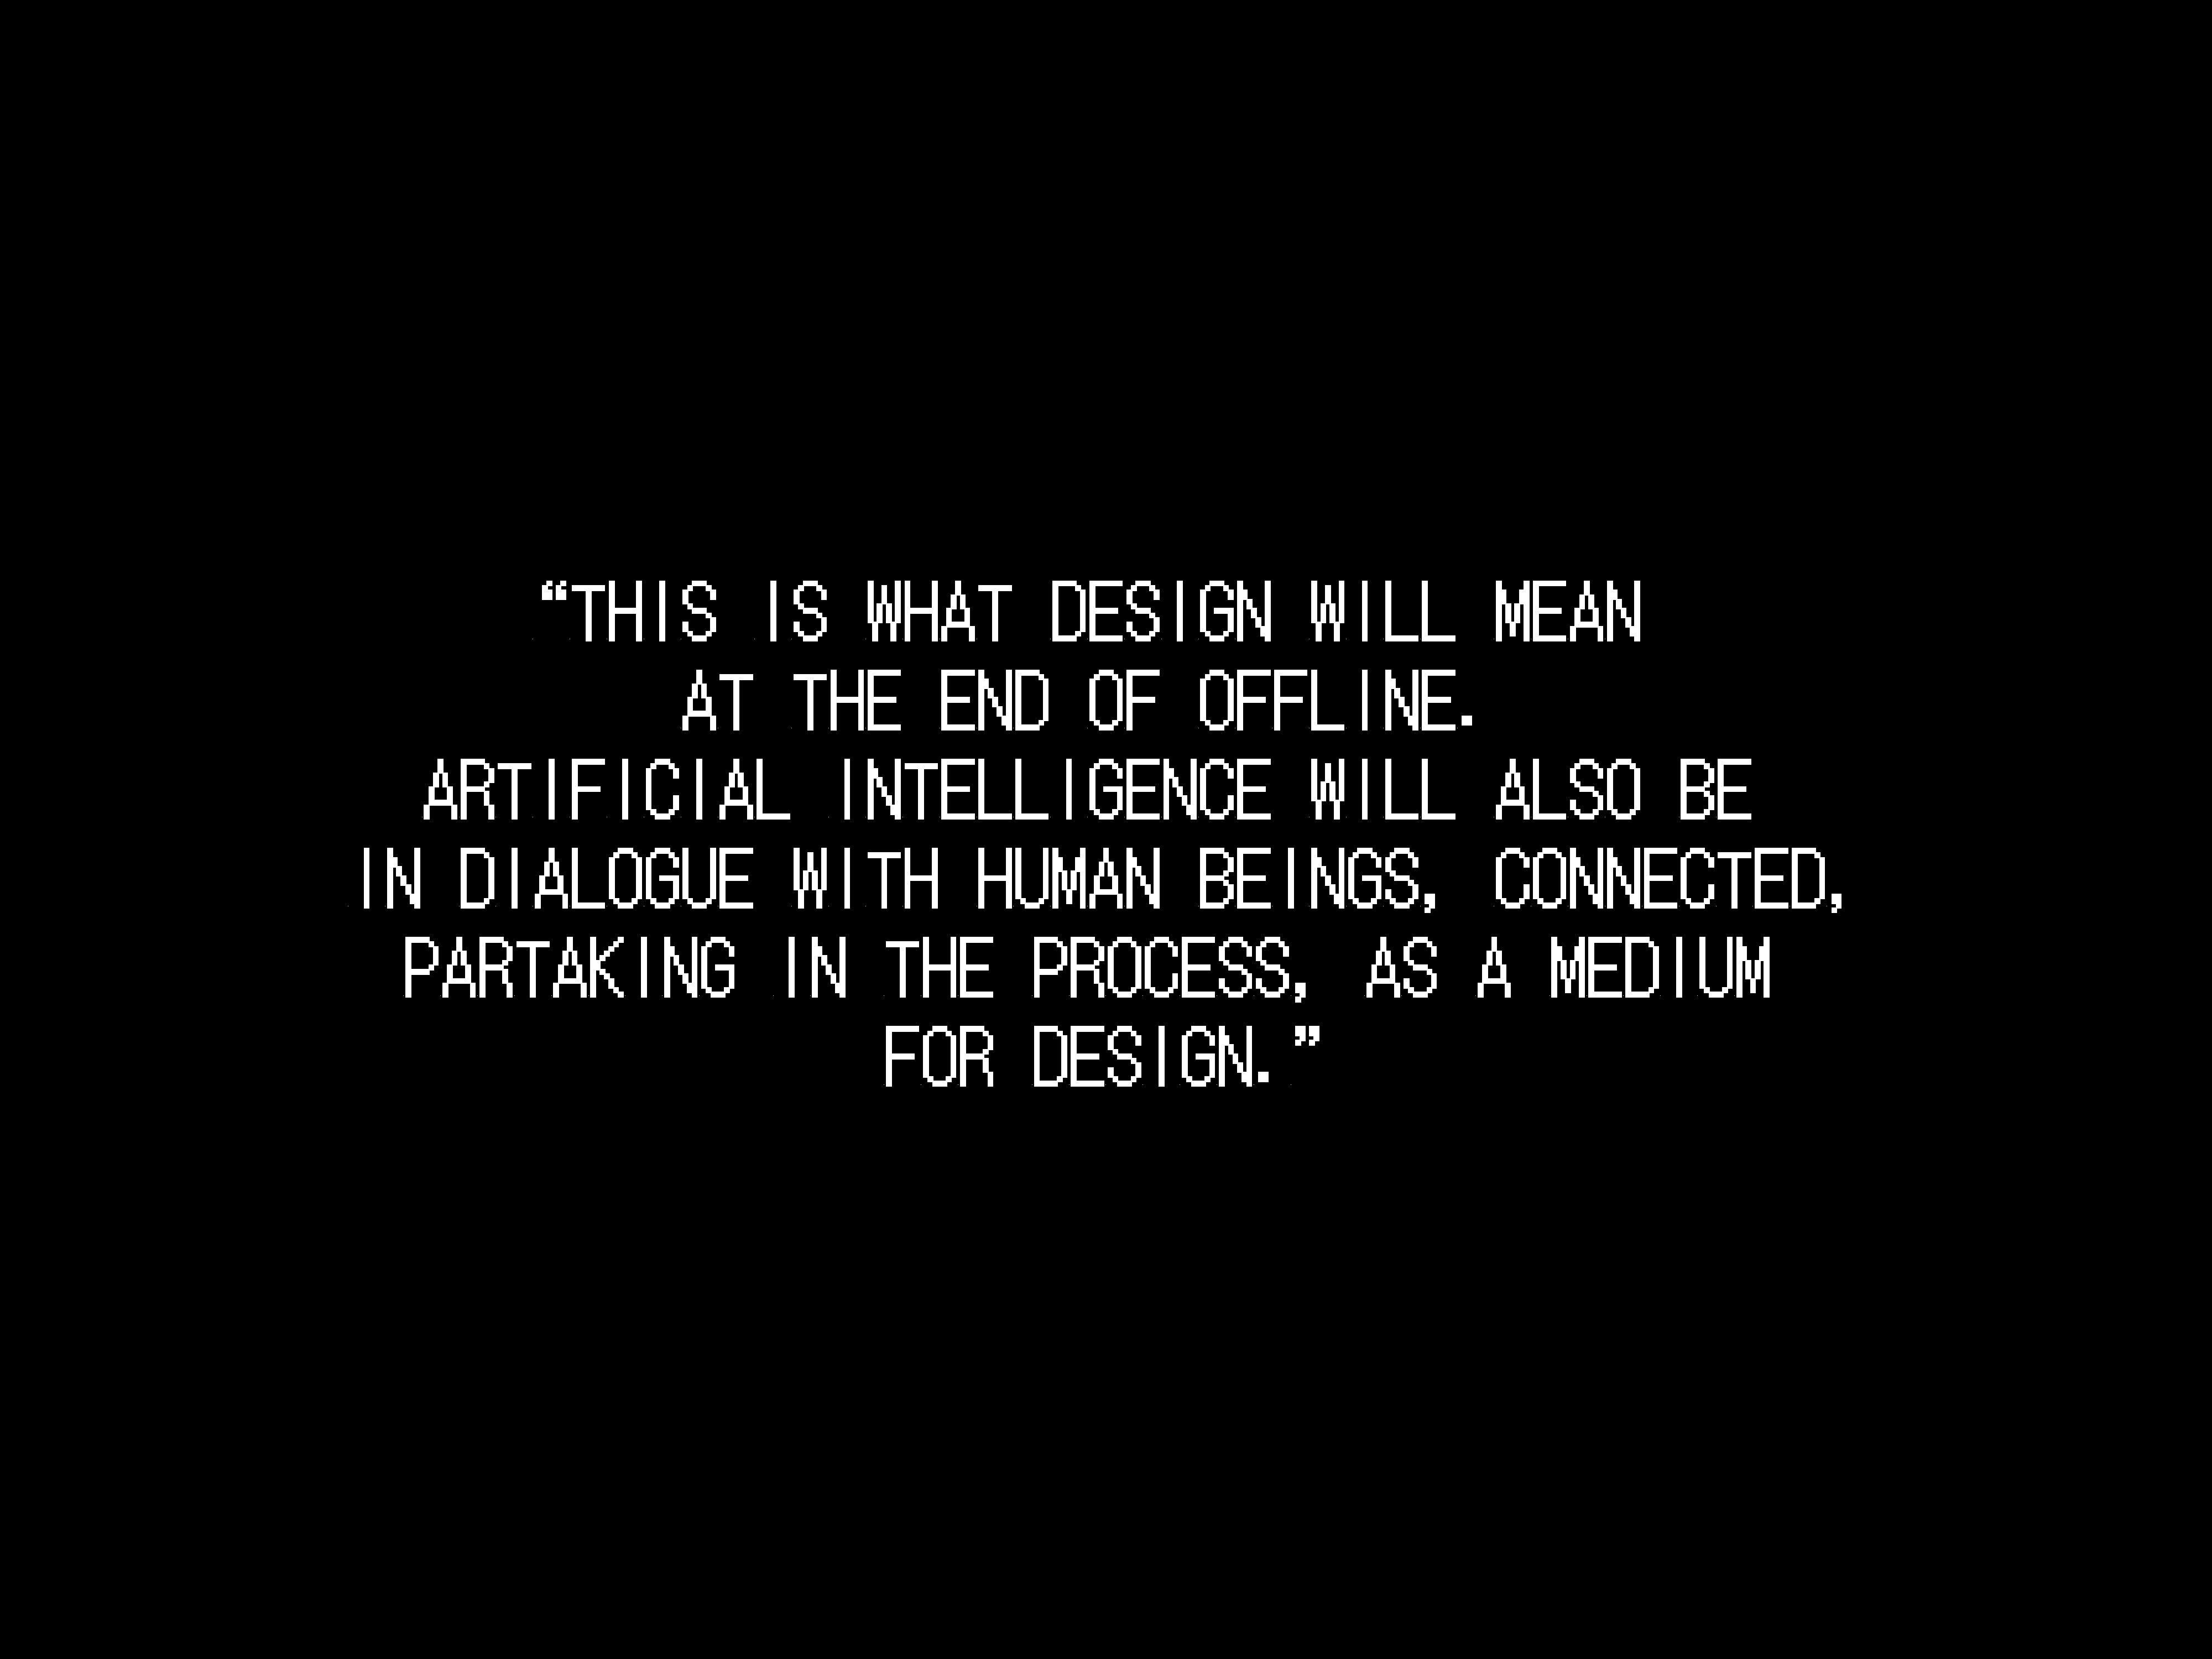 “THIS IS WHAT DESIGN WILL MEAN
AT THE END OF OFFLINE.
ARTIFICIAL INTELLIGENCE WILL ALSO BE
IN DIALOGUE WITH HUMAN BEINGS, CONNECTED,
PARTAKING IN THE PROCESS, AS A MEDIUM
FOR DESIGN.”